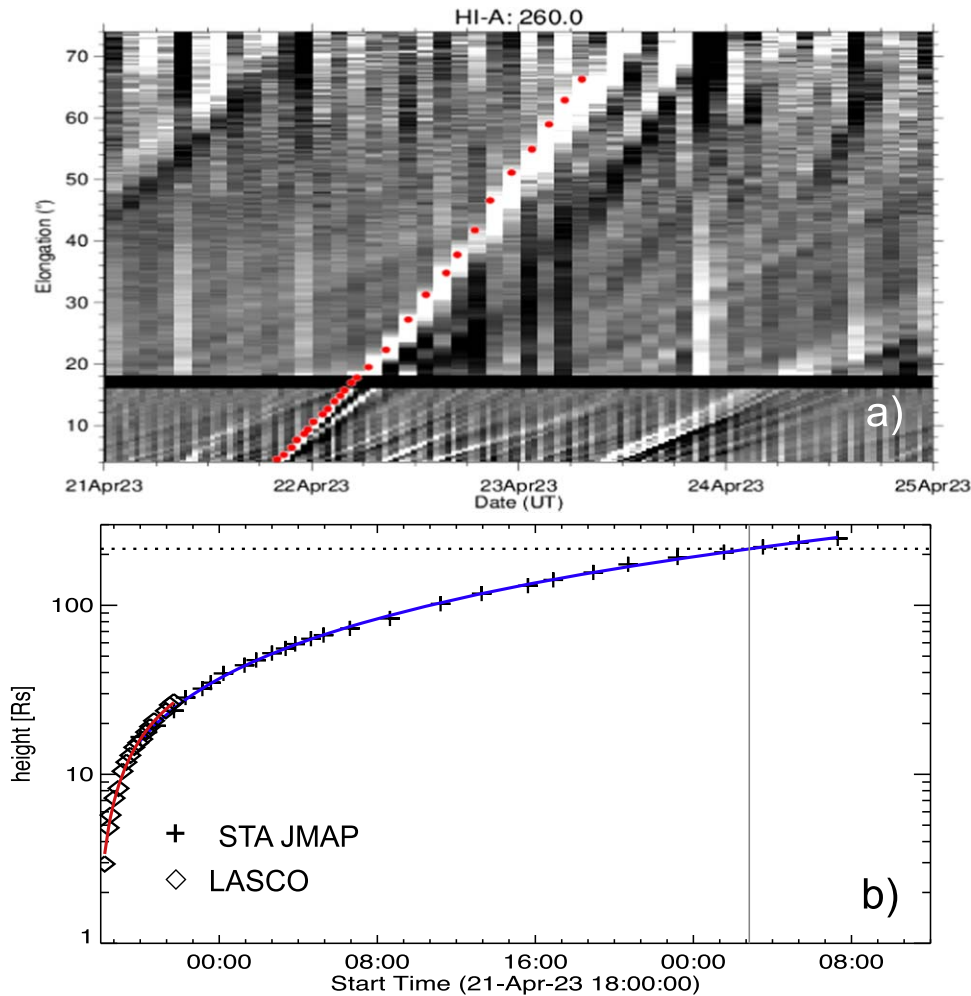 HI-A: 260.0
70
60
50
40
30
20
10
Elongation (°)
a)
21Apr23 22Apr23 23Apr23 24Apr23 25Apr23
Date (UT)
100
10
1
height [Rs]
+ STA JMAP
◇ LASCO
b)
00:00 08:00 16:00 00:00 08:00
Start Time (21-Apr-23 18:00:00)